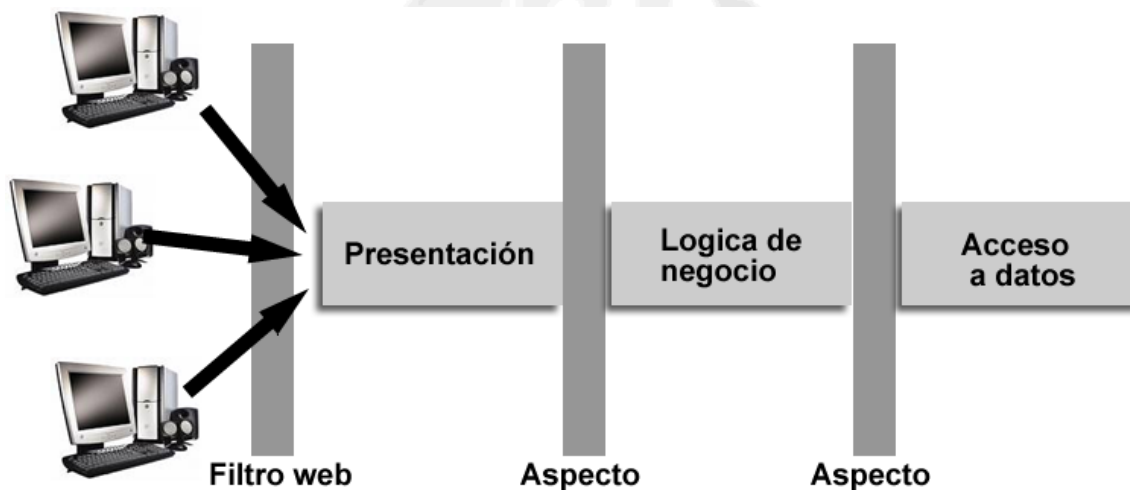 Presentación
Logica de
negocio
Acceso
a datos
Filtro web
Aspecto
Aspecto